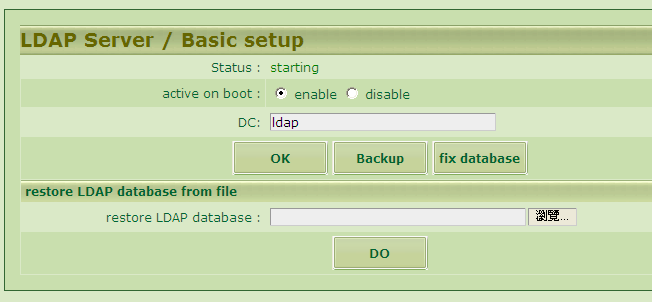 LDAP Server / Basic setup
Status : starting
active on boot : enable disable
DC: ldap
OK Backup fix database
restore LDAP database from file
restore LDAP database : 瀏覽...
DO